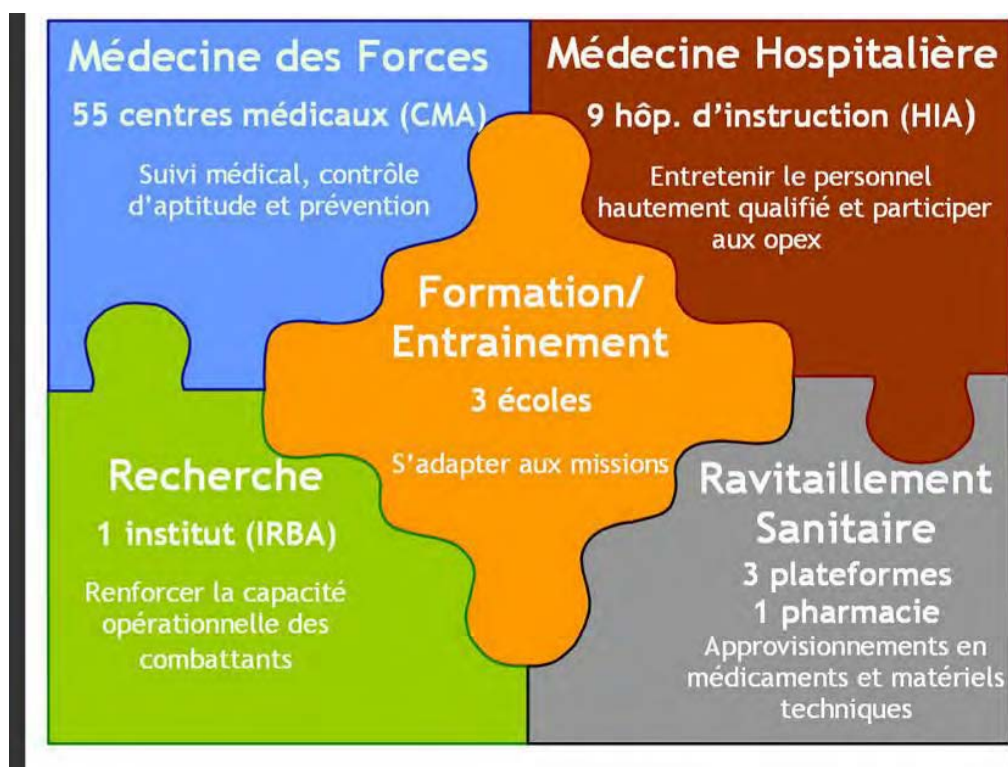 Médecine des Forces
55 centres médicaux (CMA)
Suivi médical, contrôle
d'aptitude et prévention
Médecine Hospitalière
9 hôp. d'instruction (HIA)
Entretenir le personnel
hautement qualifié et participer
aux opex
Formation/
Entrainement
3 écoles
S'adapter aux missions
Recherche
1 institut (IRBA)
Renforcer la capacité
opérationnelle des
combattants
Ravitaillement
Sanitaire
3 plateformes
1 pharmacie
Approvisionnements en
médicaments et matériels
techniques